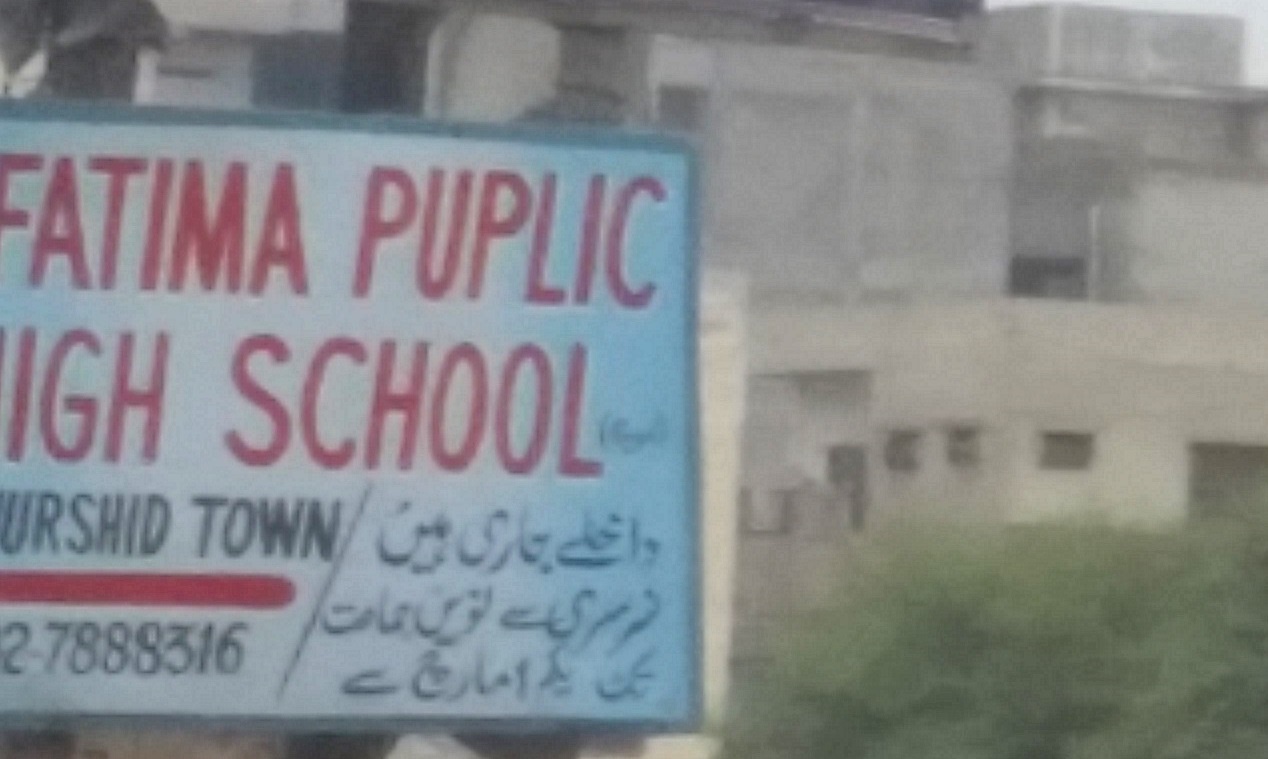 FATIMA PUPLIC
IGH SCHOOL
URSHID TOWN
2-7888316
داخلے جاری ہیں
نرسری سے نویں جماعت
تک یکم مارچ سے